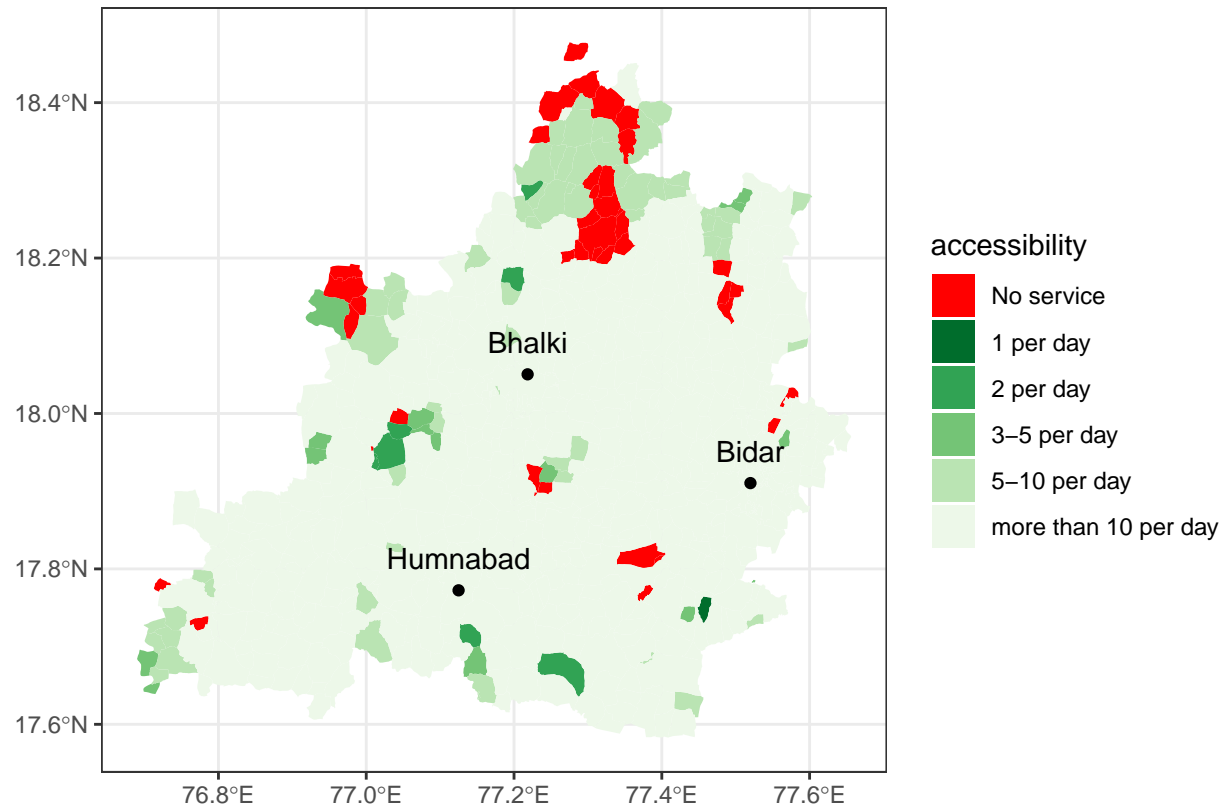 18.4°N
18.2°N
18.0°N
17.8°N
17.6°N
76.8°E
77.0°E
77.2°E
77.4°E
77.6°E
Bhalki
Bidar
Humnabad
accessibility
No service
1 per day
2 per day
3–5 per day
5–10 per day
more than 10 per day